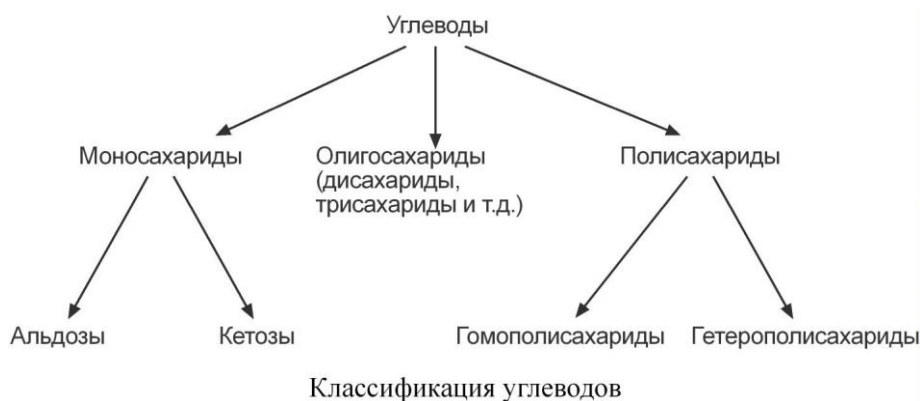 Углеводы
Моносахариды
Олигосахариды
(дисахариды,
трисахариды и т.д.)
Полисахариды
Альдозы
Кетозы
Гомополисахариды
Гетерополисахариды
Классификация углеводов